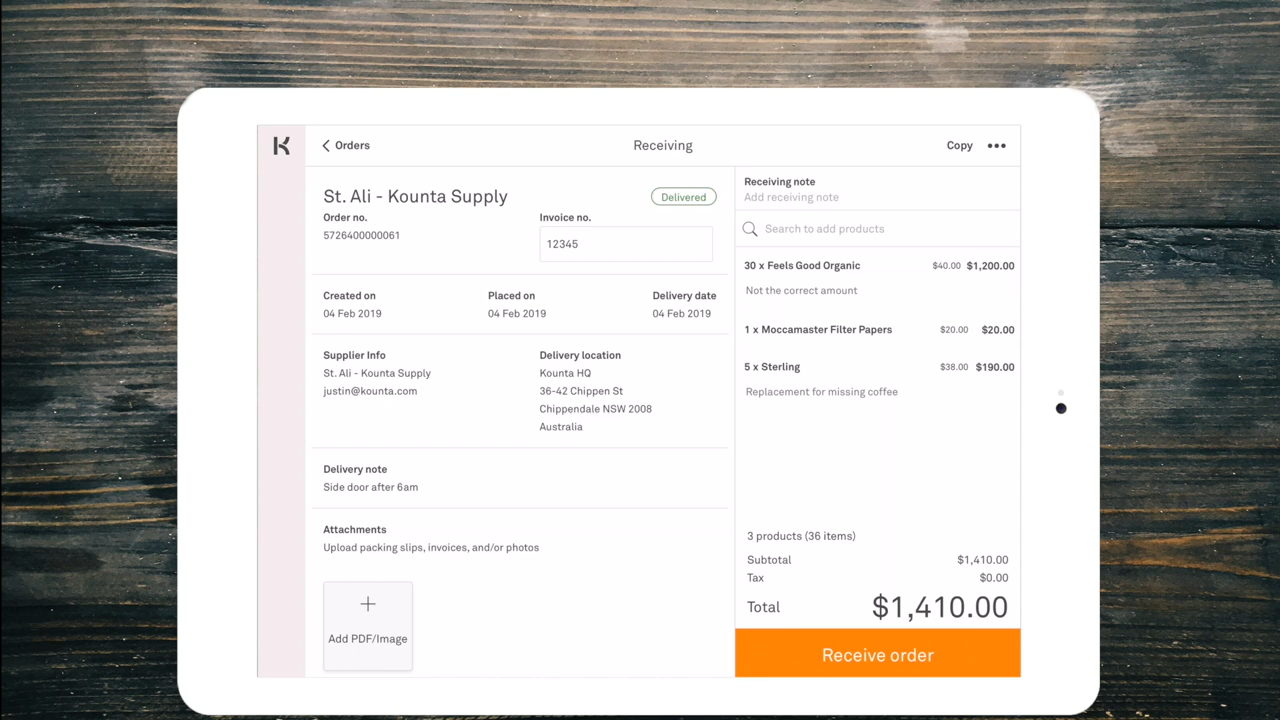 Orders
Receiving
Copy
St. Ali - Kounta Supply
Delivered
Order no.
5726400000061
Invoice no.
12345
Created on
04 Feb 2019
Placed on
04 Feb 2019
Delivery date
04 Feb 2019
Supplier Info
St. Ali - Kounta Supply
justin@kounta.com
Delivery location
Kounta HQ
36-42 Chippen St
Chippendale NSW 2008
Australia
Delivery note
Side door after 6am
Attachments
Upload packing slips, invoices, and/or photos
Add PDF/Image
Receiving note
Add receiving note
Search to add products
30 x Feels Good Organic $40.00 $1,200.00
Not the correct amount
1 x Moccamaster Filter Papers $20.00 $20.00
5 x Sterling $38.00 $190.00
Replacement for missing coffee
3 products (36 items)
Subtotal $1,410.00
Tax $0.00
Total $1,410.00
Receive order